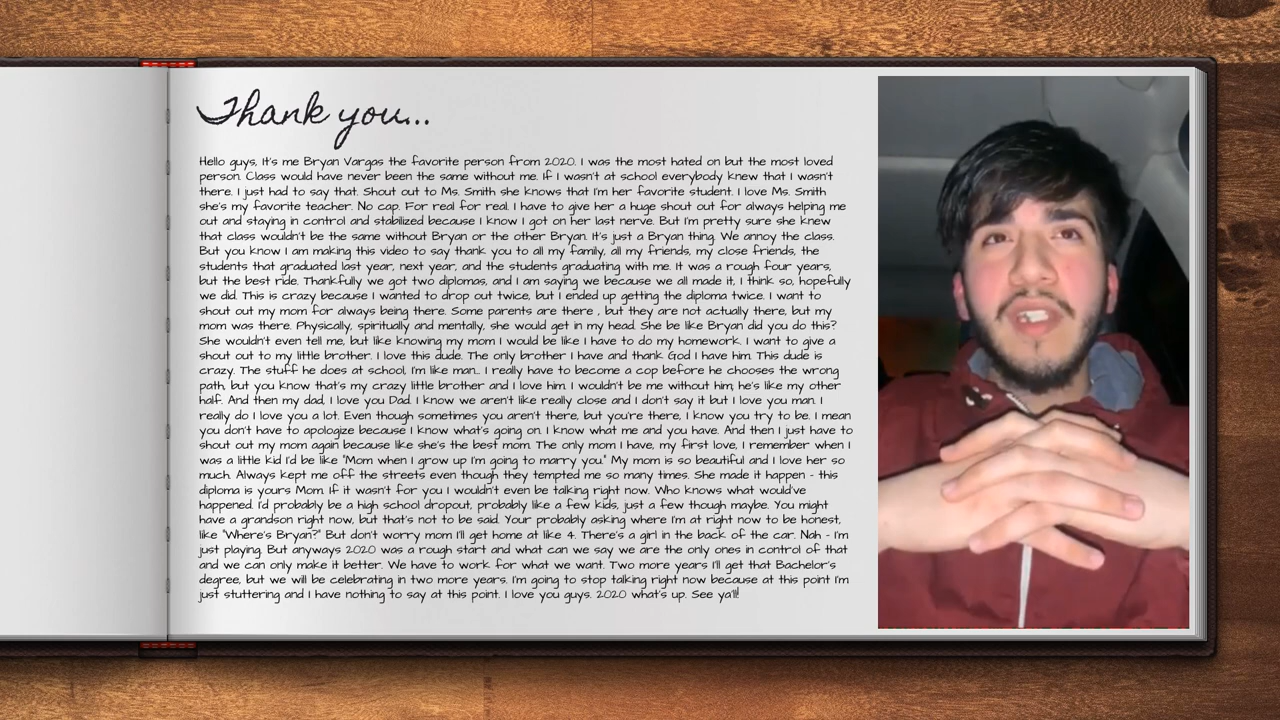 Thank you...
Hello guys, It's me Bryan Vargas the favorite person from 2020. I was the most hated on but the most loved
person. Class would have never been the same without me. If I wasn't at school everybody knew that I wasn't
there. I just had to say that. Shout out to Ms. Smith she knows that I'm her favorite student. I love Ms. Smith
she's my favorite teacher. No cap. For real for real. I have to give her a huge shout out for always helping me
out and staying in control and stabilized because I know I got on her last nerve. But I'm pretty sure she knew
that class wouldn't be the same without Bryan or the other Bryan. It's just a Bryan thing. We annoy the class.
But you know I am making this video to say thank you to all my family, all my friends, my close friends, the
students that graduated last year, next year, and the students graduating with me. It was a rough four years,
but the best ride. Thankfully we got two diplomas, and I am saying we because we all made it, I think so, hopefully
we did. This is crazy because I wanted to drop out twice, but I ended up getting the diploma twice. I want to
shout out my mom for always being there. Some parents are there , but they are not actually there, but my
mom was there. Physically, spiritually and mentally, she would get in my head. She be like Bryan did you do this?
She wouldn't even tell me, but like knowing my mom I would be like I have to do my homework. I want to give a
shout out to my little brother. I love this dude. The only brother I have and thank God I have him. This dude is
crazy. The stuff he does at school, I'm like man... I really have to become a cop before he chooses the wrong
path, but you know that's my crazy little brother and I love him. I wouldn't be me without him, he's like my other
half. And then my dad, I love you Dad. I know we aren't like really close and I don't say it but I love you man. I
really do I love you a lot. Even though sometimes you aren't there, but you're there, I know you try to be. I mean
you don't have to apologize because I know what's going on. I know what me and you have. And then I just have to
shout out my mom again because like she's the best mom. The only mom I have, my first love, I remember when I
was a little kid I'd be like "Mom when I grow up I'm going to marry you." My mom is so beautiful and I love her so
much. Always kept me off the streets even though they tempted me so many times. She made it happen - this
diploma is yours Mom. If it wasn't for you I wouldn't even be talking right now. Who knows what would've
happened. I'd probably be a high school dropout, probably like a few kids, just a few though maybe. You might
have a grandson right now, but that's not to be said. Your probably asking where I'm at right now to be honest,
like "Where's Bryan?" But don't worry mom I'll get home at like 4. There's a girl in the back of the car. Nah - I'm
just playing. But anyways 2020 was a rough start and what can we say we are the only ones in control of that
and we can only make it better. We have to work for what we want. Two more years I'll get that Bachelor's
degree, but we will be celebrating in two more years. I'm going to stop talking right now because at this point I'm
just stuttering and I have nothing to say at this point. I love you guys. 2020 what's up. See ya'll!